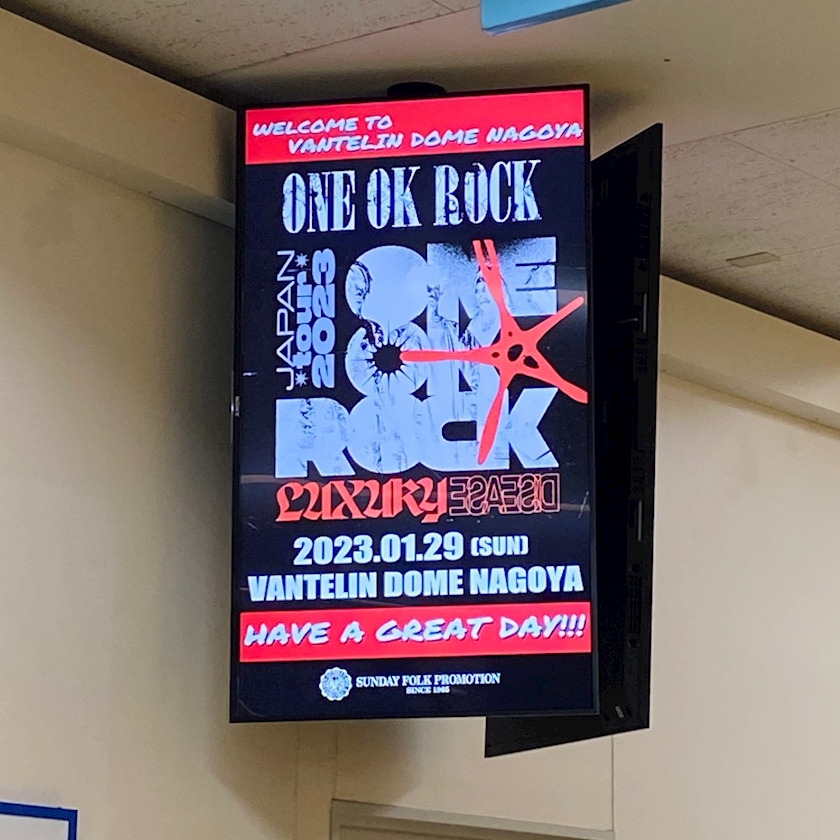 WELCOME TO
VANTELIN DOME NAGOYA
ONE OK ROCK
JAPAN
*tour*
2023
ONE
OK
ROCK
LUXURY DISEASE
2023.01.29 (SUN)
VANTELIN DOME NAGOYA
HAVE A GREAT DAY!!!
SUNDAY FOLK PROMOTION
SINCE 1965